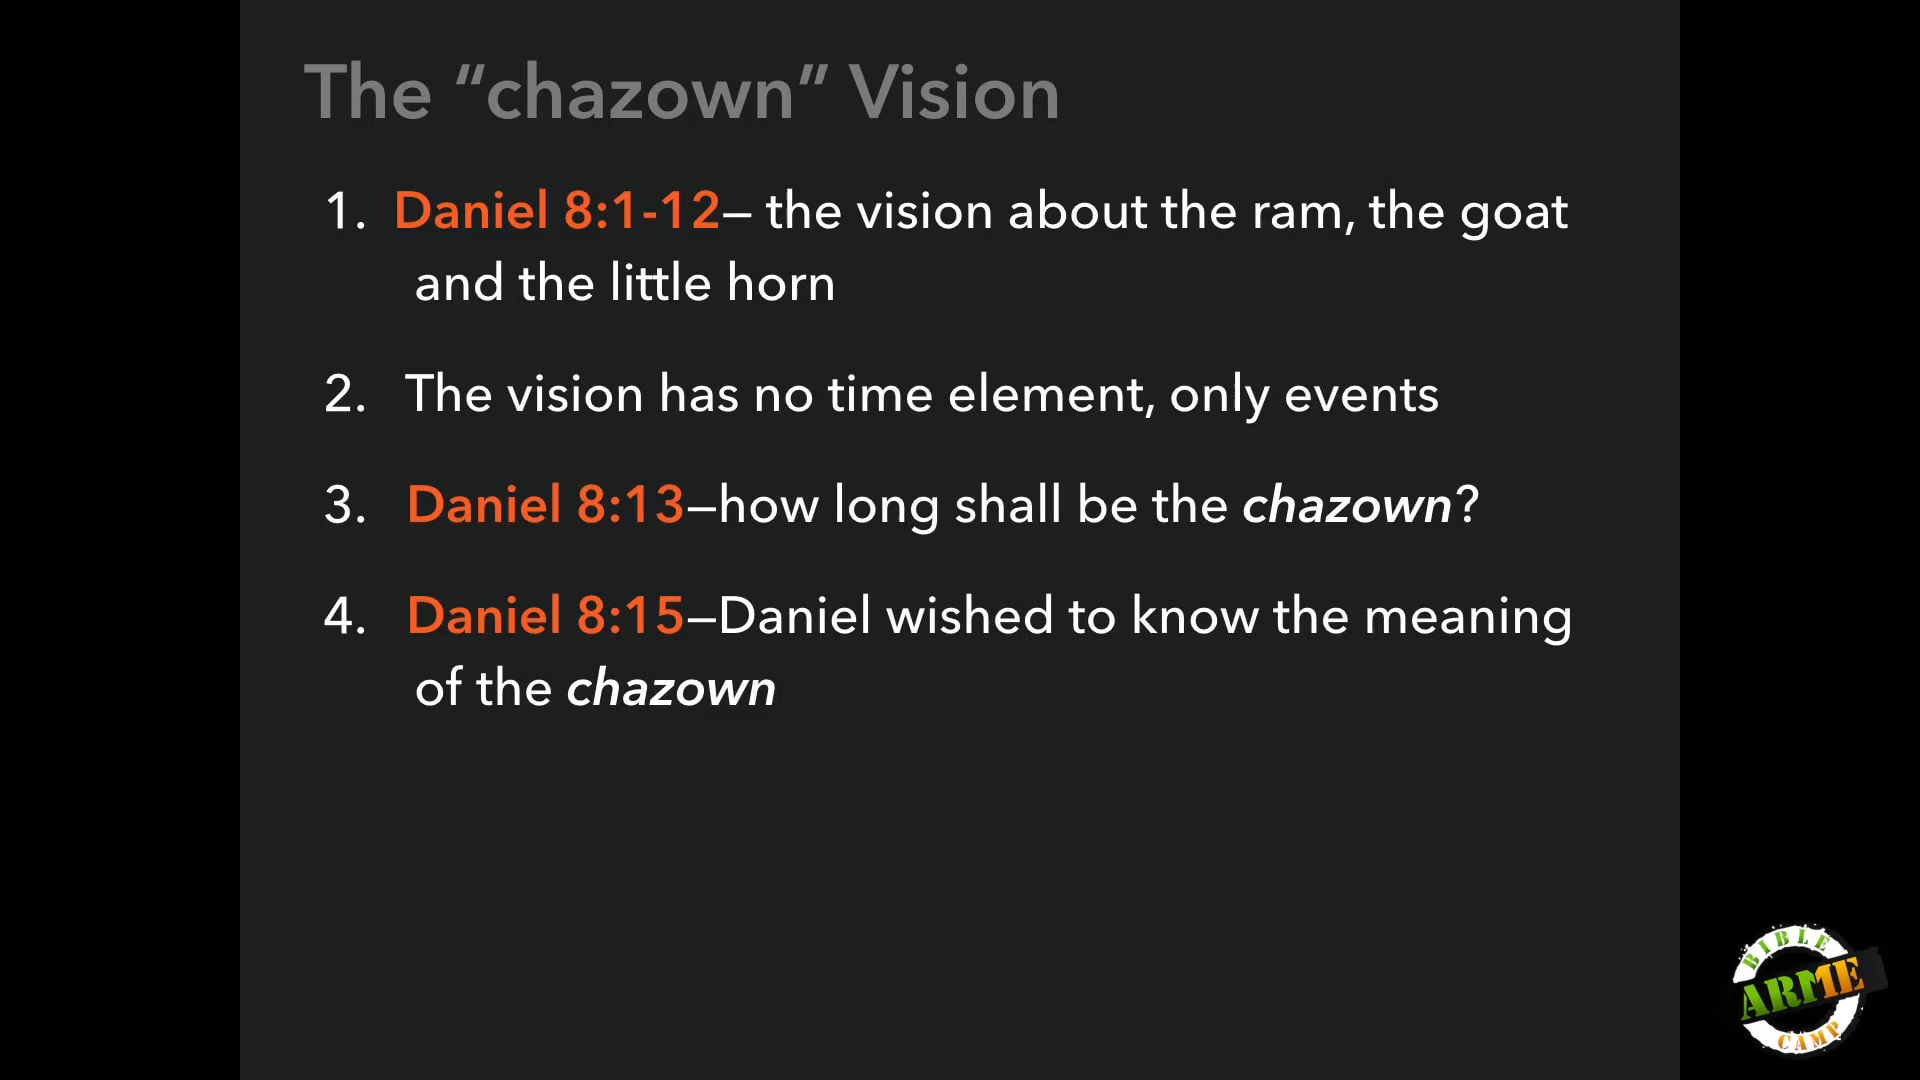 The “chazown” Vision
1. Daniel 8:1-12— the vision about the ram, the goat
and the little horn
2. The vision has no time element, only events
3. Daniel 8:13—how long shall be the chazown?
4. Daniel 8:15—Daniel wished to know the meaning
of the chazown
BIBLE
ARME
CAMP